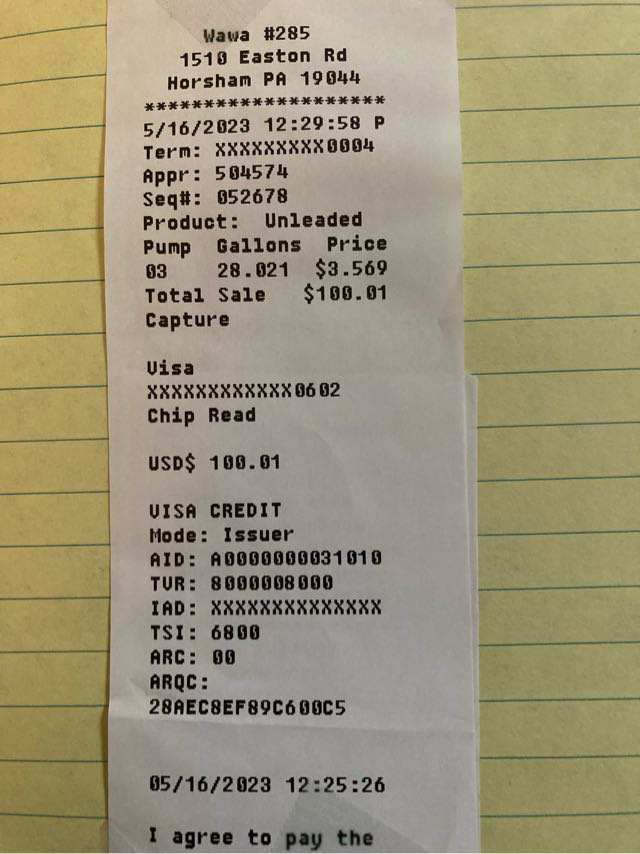 Wawa #285
1510 Easton Rd
Horsham PA 19044
********************
5/16/2023 12:29:58 P
Term: XXXXXXXXX0004
Appr: 504574
Seq#: 052678
Product: Unleaded
Pump Gallons Price
03 28.021 $3.569
Total Sale $100.01
Capture
Visa
XXXXXXXXXXXX0602
Chip Read
USD$ 100.01
VISA CREDIT
Mode: Issuer
AID: A0000000031010
TVR: 8000008000
IAD: XXXXXXXXXXXXXX
TSI: 6800
ARC: 00
ARQC:
28AEC8EF89C600C5
05/16/2023 12:25:26
I agree to pay the